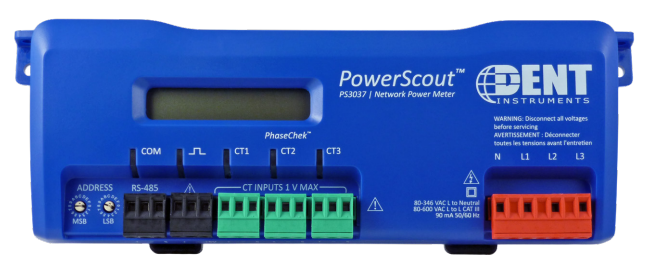 PowerScout™
PS3037 | Network Power Meter
DENT
INSTRUMENTS
WARNING: Disconnect all voltages
before servicing
AVERTISSEMENT : Déconnecter
toutes les tensions avant l'entretien
PhaseChek™
COM
CT1
CT2
CT3
N L1 L2 L3
ADDRESS
MSB
LSB
RS-485
CT INPUTS 1 V MAX
80-346 VAC L to Neutral
80-600 VAC L to L CAT III
90 mA 50/60 Hz